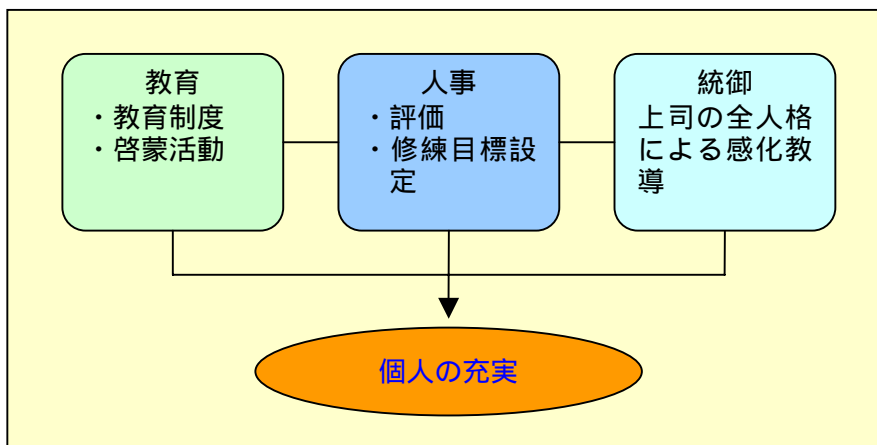 教育
・教育制度
・啓蒙活動
人事
・評価
・修練目標設
定
統御
上司の全人格
による感化教
導
個人の充実